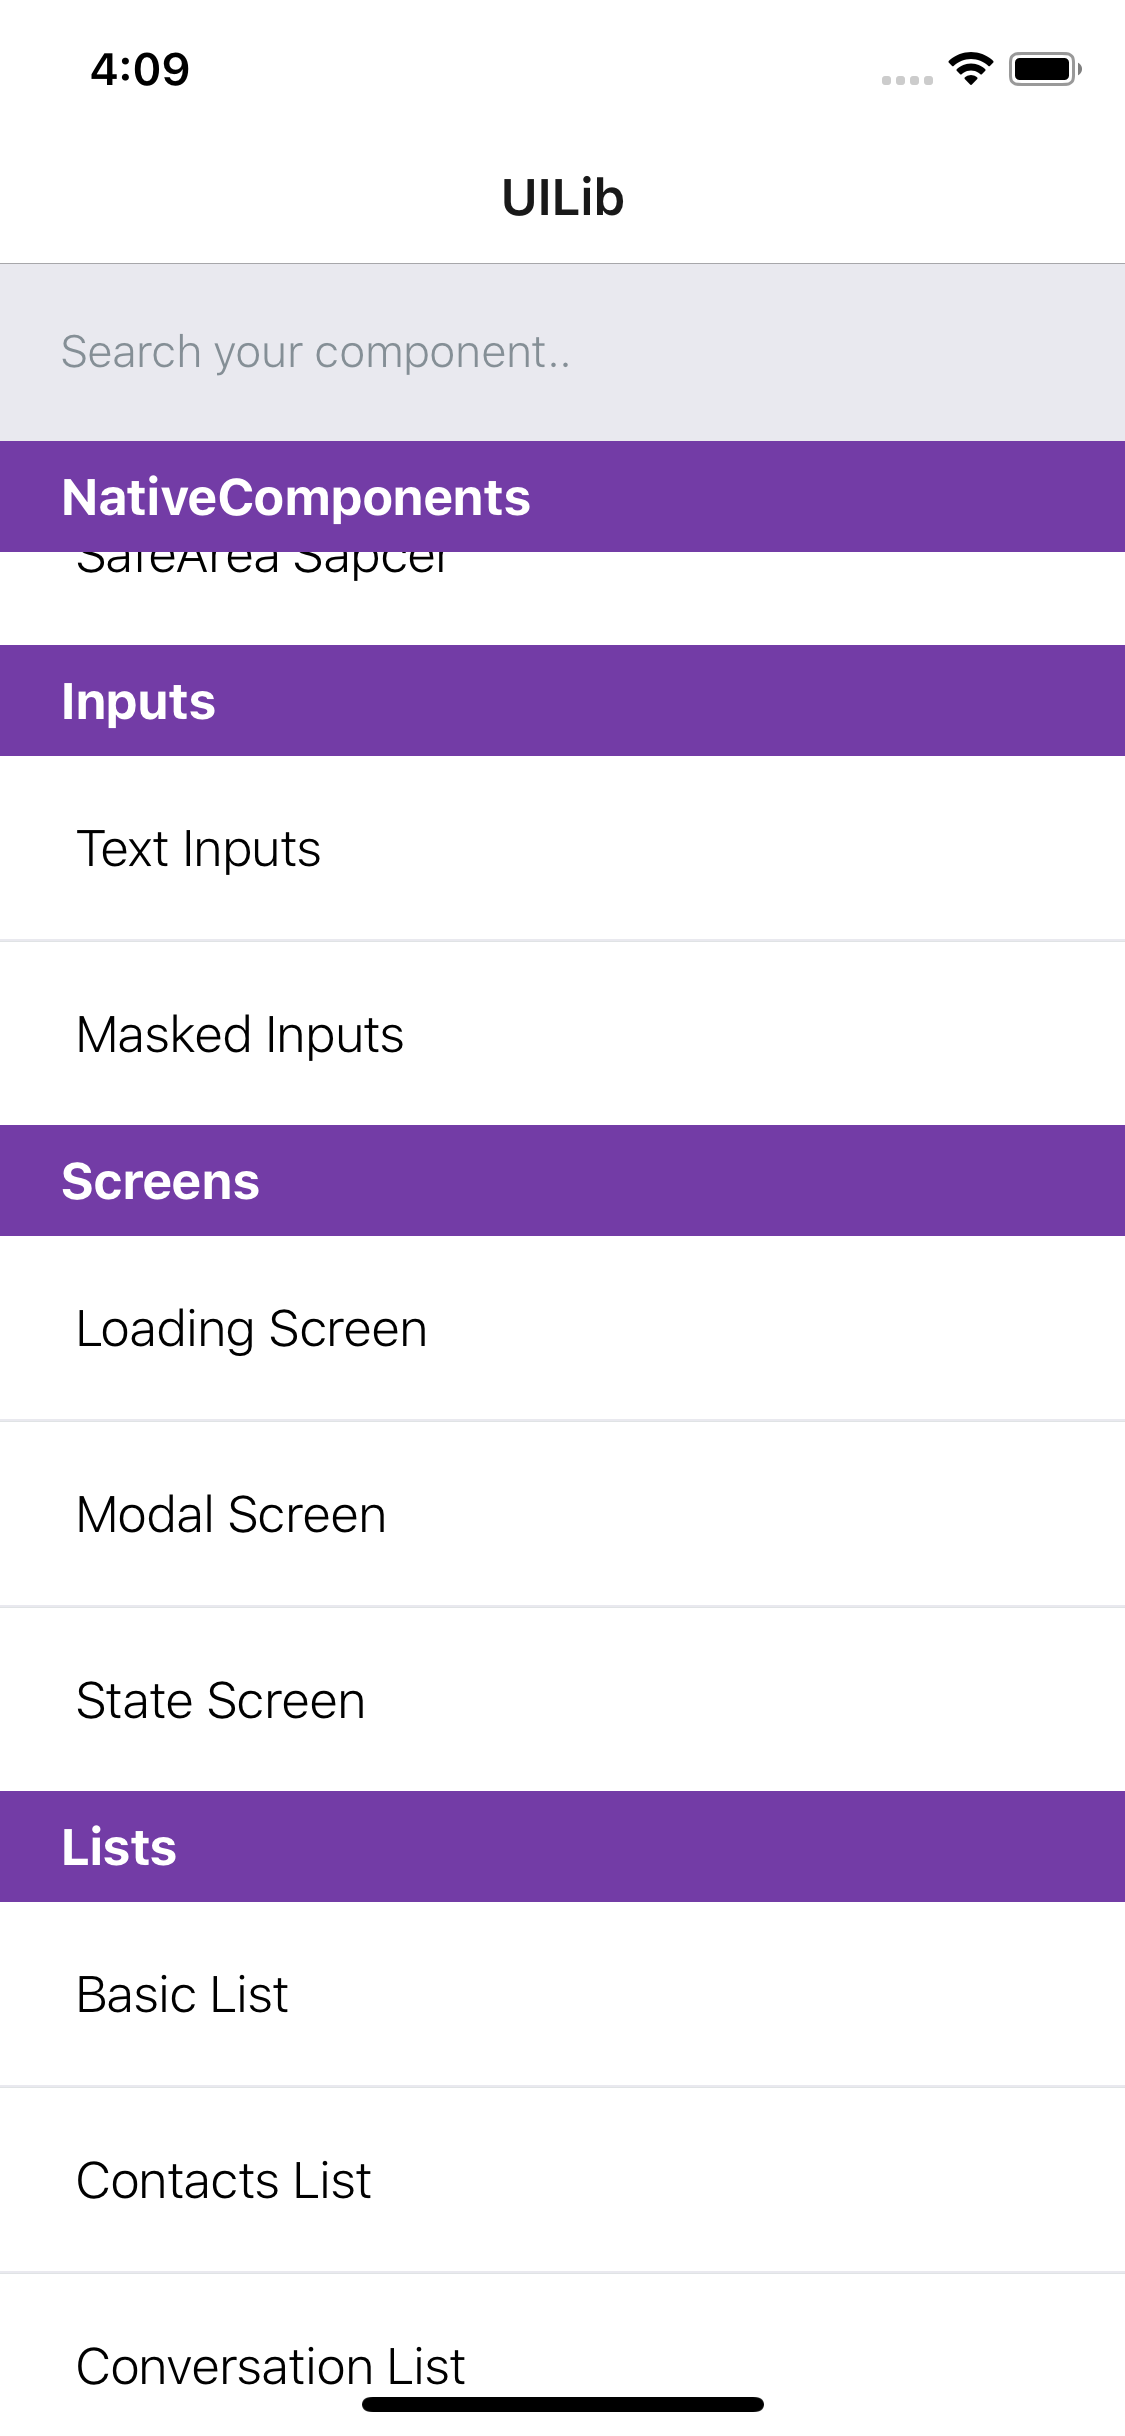 4:09
UILib
Search your component..
NativeComponents
SafeArea Sapcer
Inputs
Text Inputs
Masked Inputs
Screens
Loading Screen
Modal Screen
State Screen
Lists
Basic List
Contacts List
Conversation List